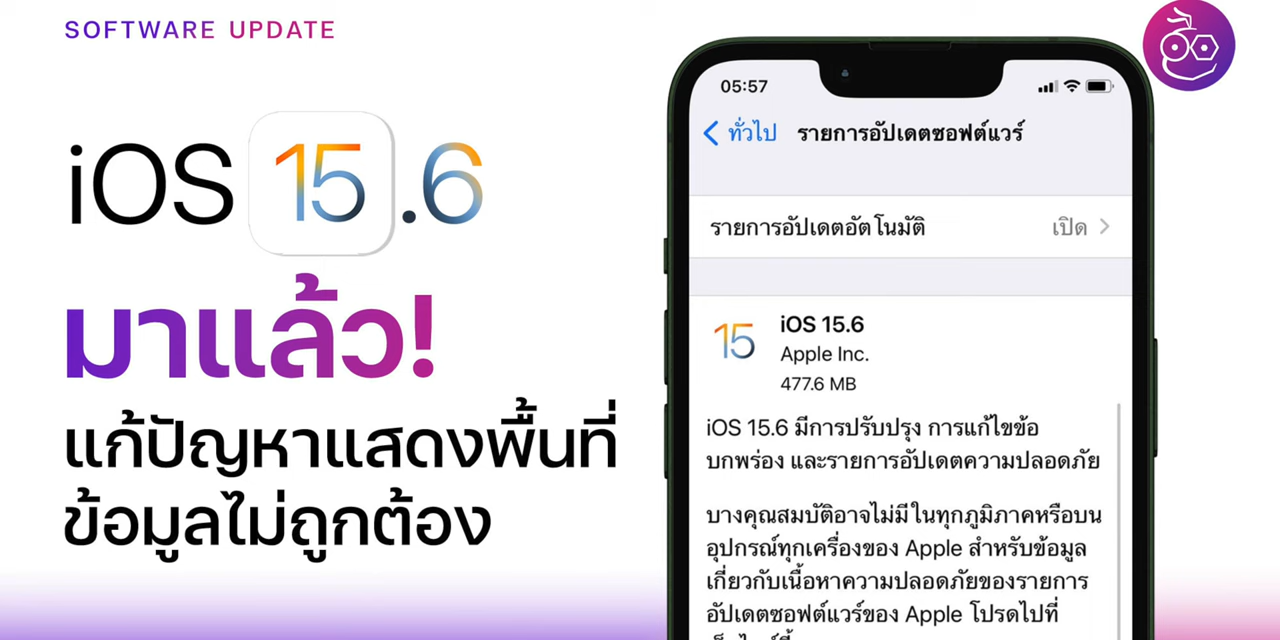 SOFTWARE UPDATE
iOS 15.6
มาแล้ว!
แก้ปัญหาแสดงพื้นที่
ข้อมูลไม่ถูกต้อง
05:57
ทั่วไป รายการอัปเดตซอฟต์แวร์
รายการอัปเดตอัตโนมัติ เปิด
15
iOS 15.6
Apple Inc.
477.6 MB
iOS 15.6 มีการปรับปรุง การแก้ไขข้อ
บกพร่อง และรายการอัปเดตความปลอดภัย
บางคุณสมบัติอาจไม่มีในทุกภูมิภาคหรือบน
อุปกรณ์ทุกเครื่องของ Apple สำหรับข้อมูล
เกี่ยวกับเนื้อหาความปลอดภัยของรายการ
อัปเดตซอฟต์แวร์ของ Apple โปรดไปที่